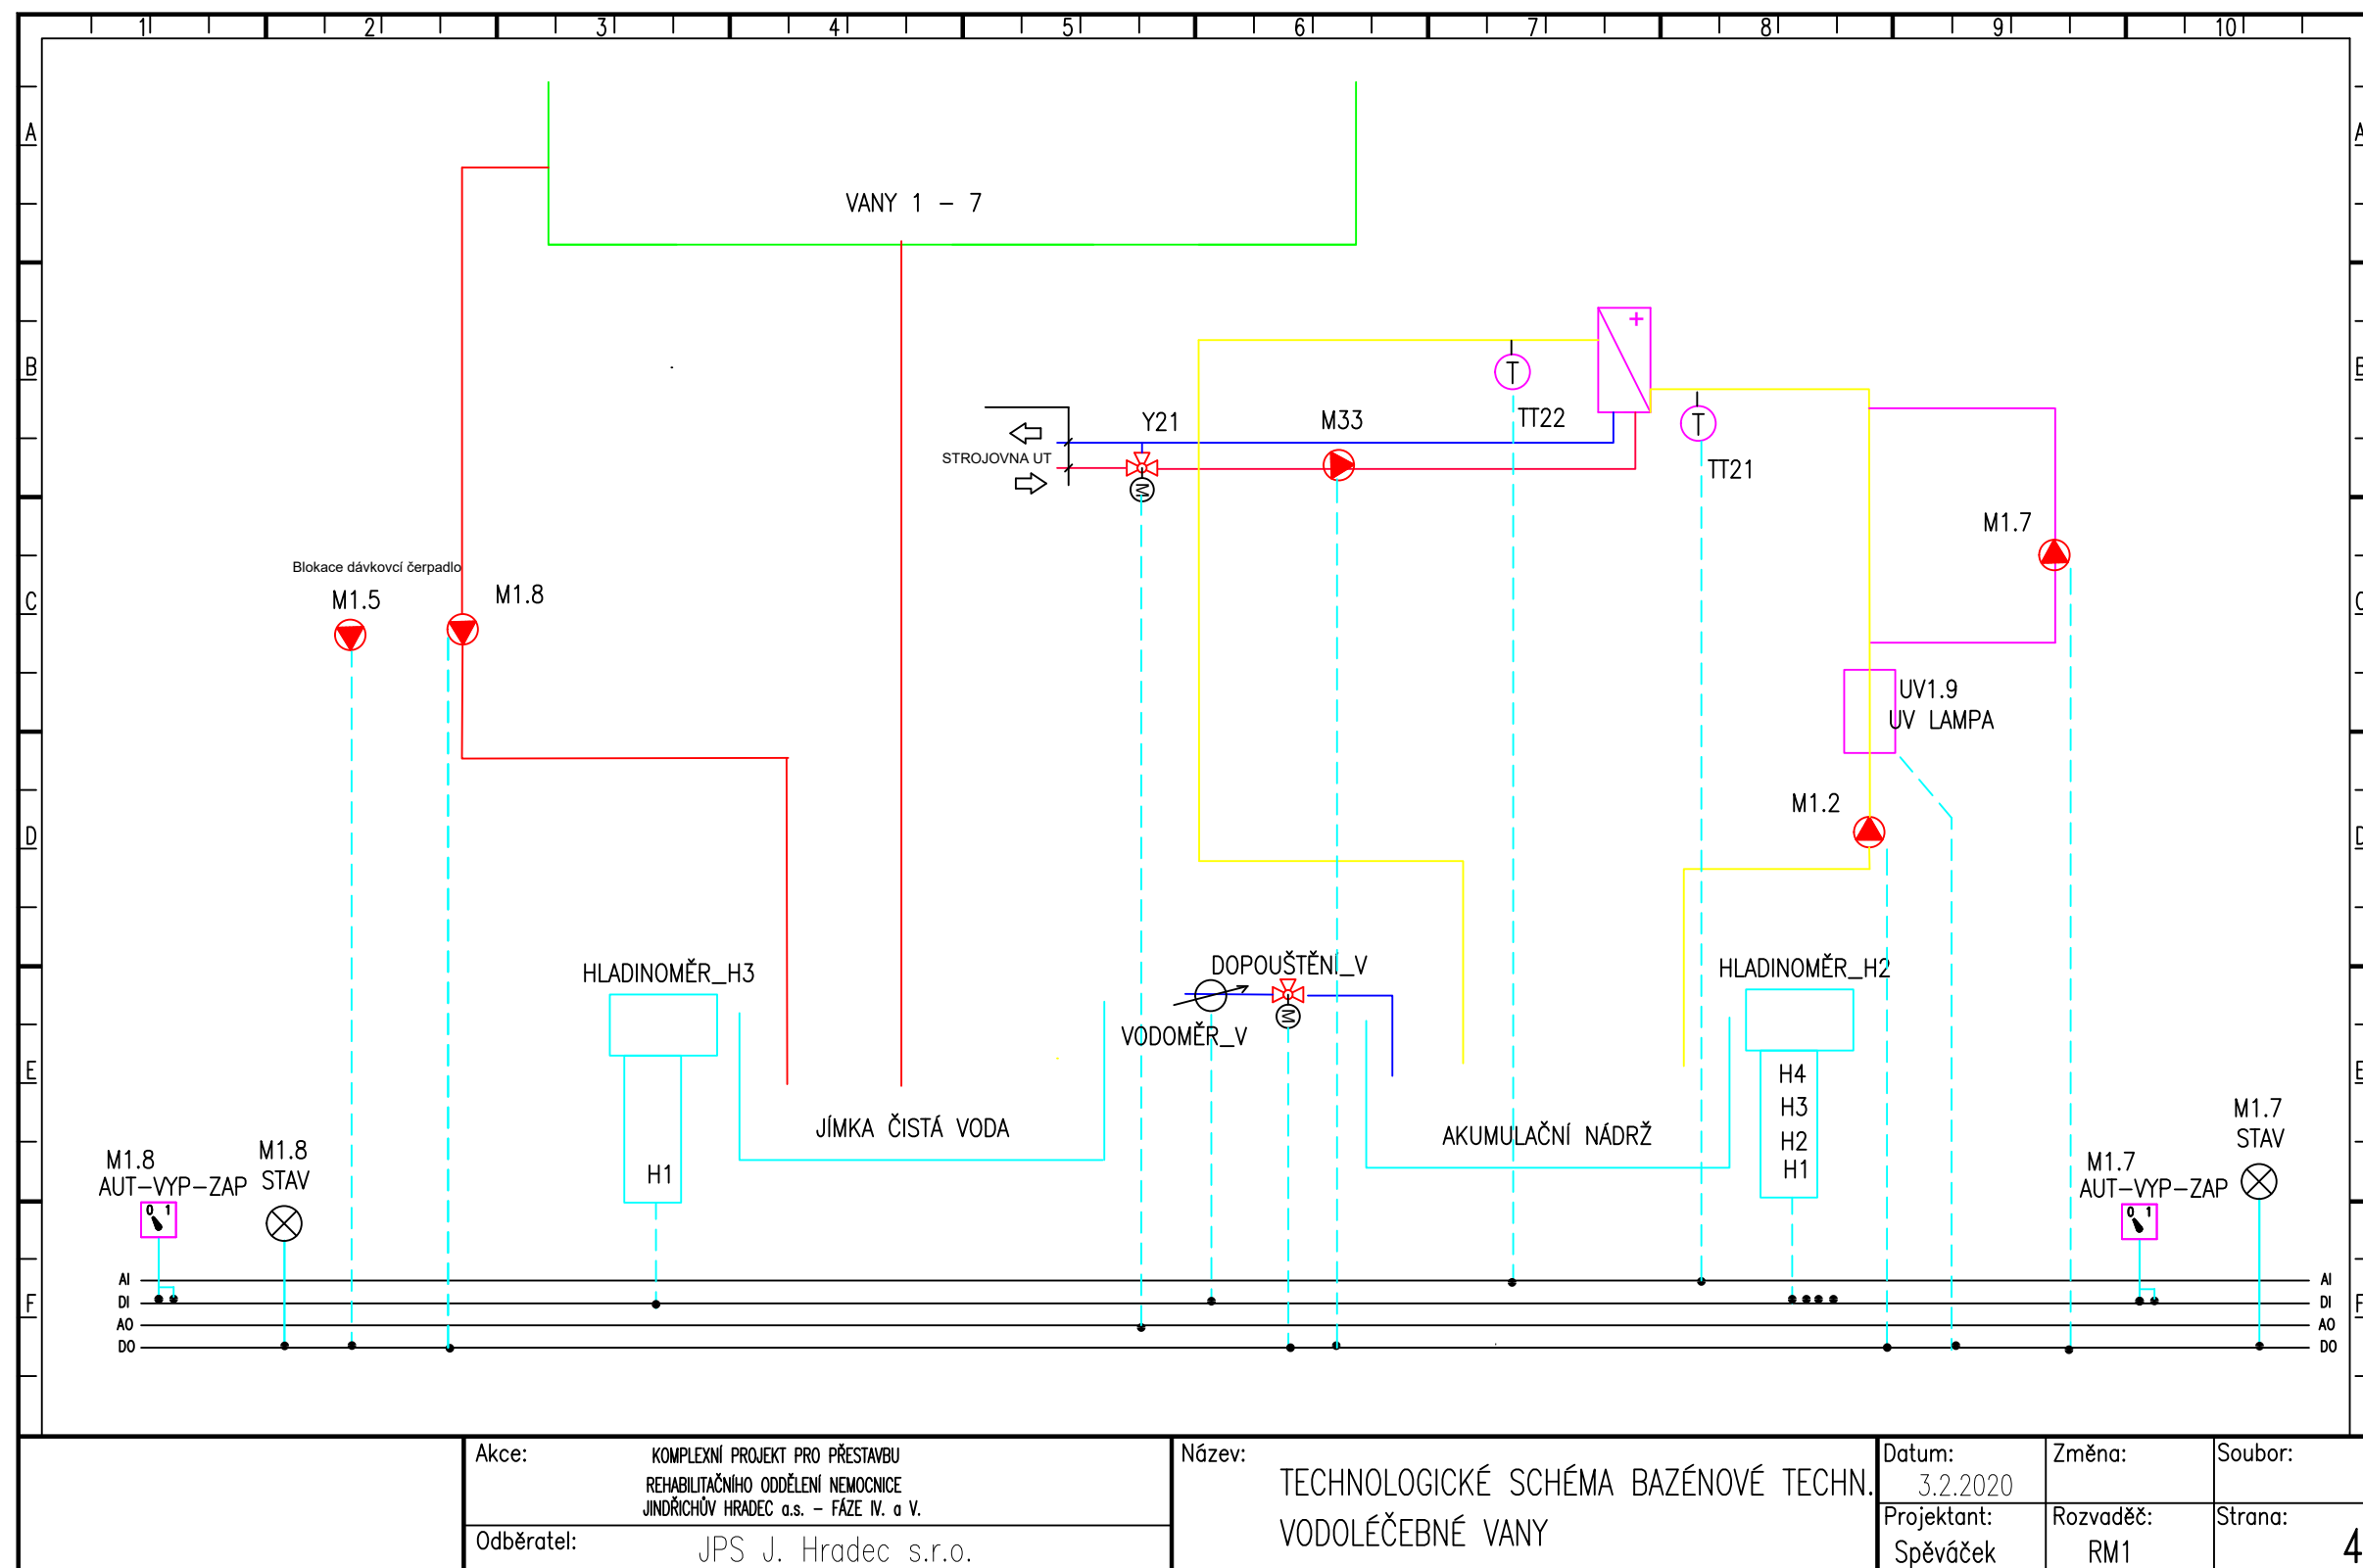 1 2 3 4 5 6 7 8 9 10
A A
VANY 1 - 7
+
B B
T
Y21 M33 TT22
T
STROJOVNA UT
TT21
M
M1.7
Blokace dávkovcí čerpadlo
M1.5 M1.8
C C
UV1.9
UV LAMPA
M1.2
D D
HLADINOMĚR_H3 DOPOUŠTĚNÍ_V HLADINOMĚR_H2
M
VODOMĚR_V
E E
H4
H3
H2
H1
JÍMKA ČISTÁ VODA AKUMULAČNÍ NÁDRŽ
M1.7
STAV
M1.8
AUT-VYP-ZAP
M1.8
STAV
H1
M1.7
AUT-VYP-ZAP
0 1 0 1
AI AI
F DI DI F
AO AO
DO DO
Akce:
KOMPLEXNÍ PROJEKT PRO PŘESTAVBU
REHABILITAČNÍHO ODDĚLENÍ NEMOCNICE
JINDŘICHŮV HRADEC a.s. – FÁZE IV. a V.
Odběratel:
JPS J. Hradec s.r.o.
Název:
TECHNOLOGICKÉ SCHÉMA BAZÉNOVÉ TECHN.
VODOLÉČEBNÉ VANY
Datum:
3.2.2020
Změna:
Soubor:
Projektant:
Spěváček
Rozvaděč:
RM1
Strana:
4